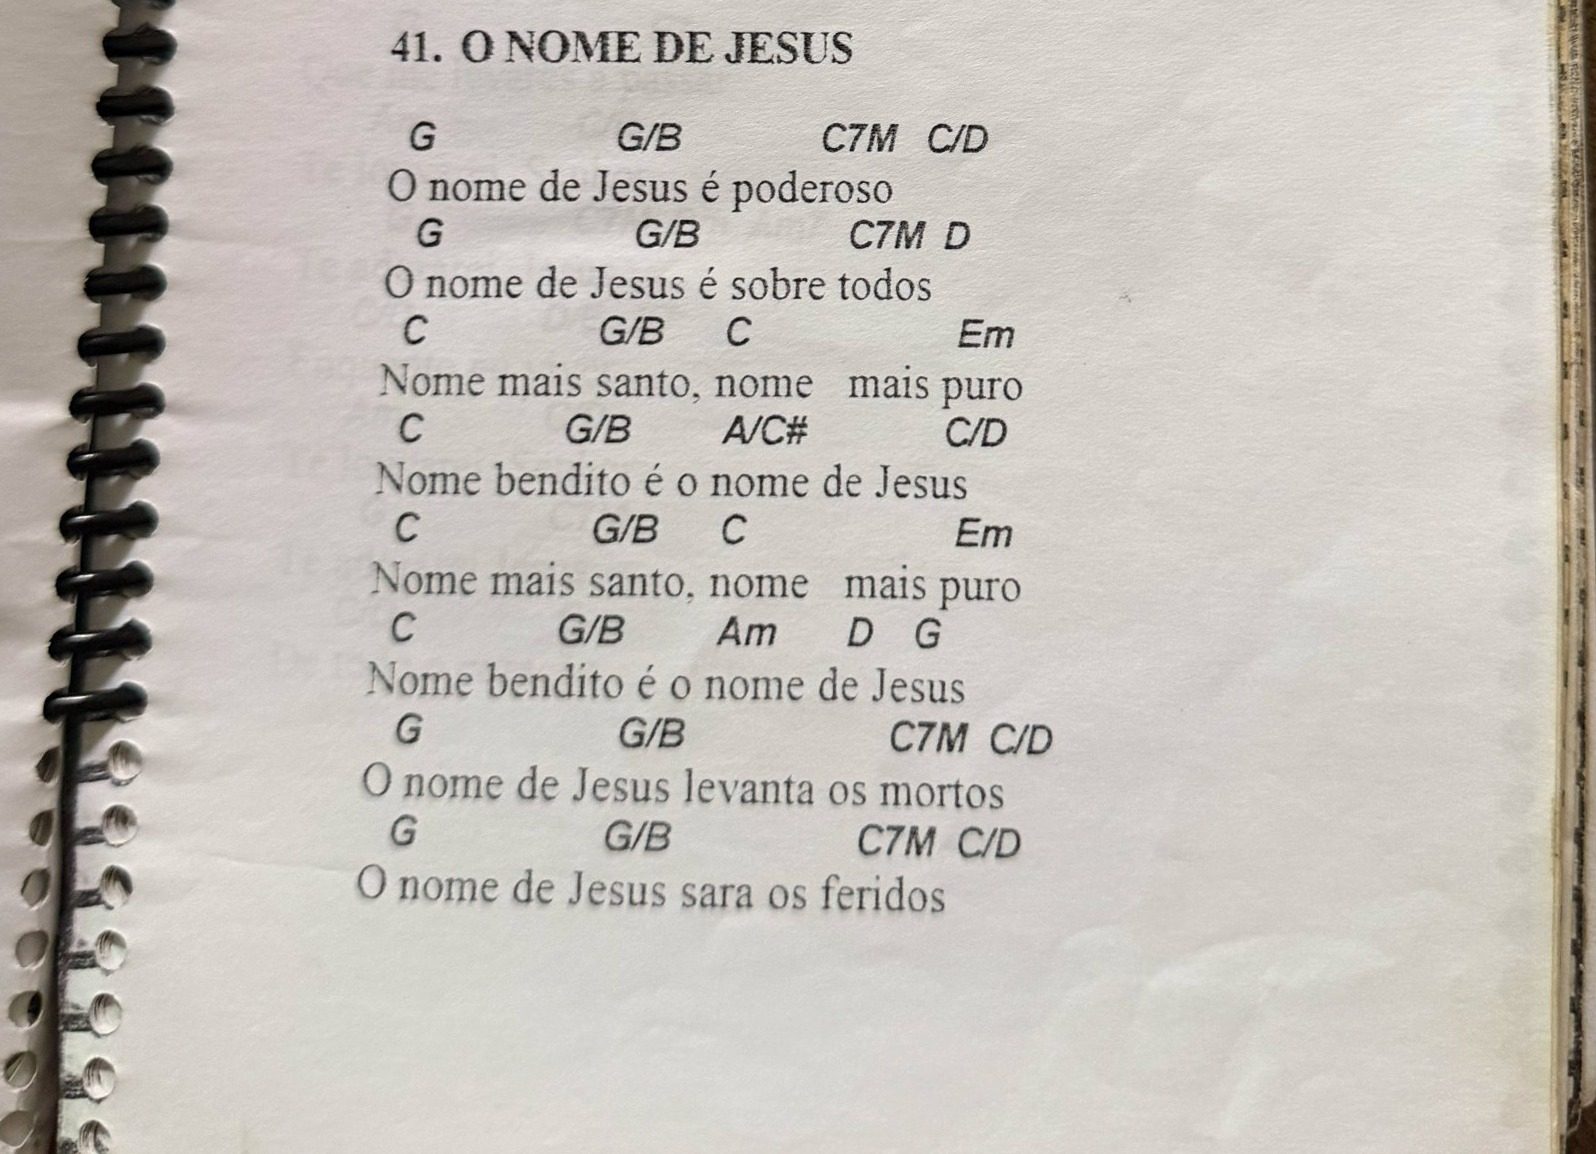 41. O NOME DE JESUS
G G/B C7M C/D
O nome de Jesus é poderoso
G G/B C7M D
O nome de Jesus é sobre todos
C G/B C Em
Nome mais santo, nome mais puro
C G/B A/C# C/D
Nome bendito é o nome de Jesus
C G/B C Em
Nome mais santo, nome mais puro
C G/B Am D G
Nome bendito é o nome de Jesus
G G/B C7M C/D
O nome de Jesus levanta os mortos
G G/B C7M C/D
O nome de Jesus sara os feridos